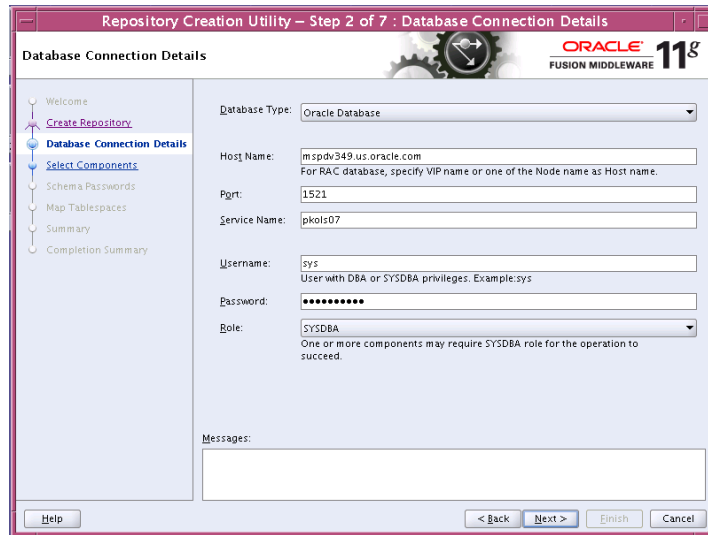 Repository Creation Utility – Step 2 of 7 : Database Connection Details
Database Connection Details
ORACLE
FUSION MIDDLEWARE 11g
Welcome
Create Repository
Database Connection Details
Select Components
Schema Passwords
Map Tablespaces
Summary
Completion Summary
Database Type: Oracle Database
Host Name: mspdv349.us.oracle.com
For RAC database, specify VIP name or one of the Node name as Host name.
Port: 1521
Service Name: pkols07
Username: sys
User with DBA or SYSDBA privileges. Example:sys
Password: ●●●●●●●●●●
Role: SYSDBA
One or more components may require SYSDBA role for the operation to
succeed.
Messages:
Help < Back Next > Finish Cancel